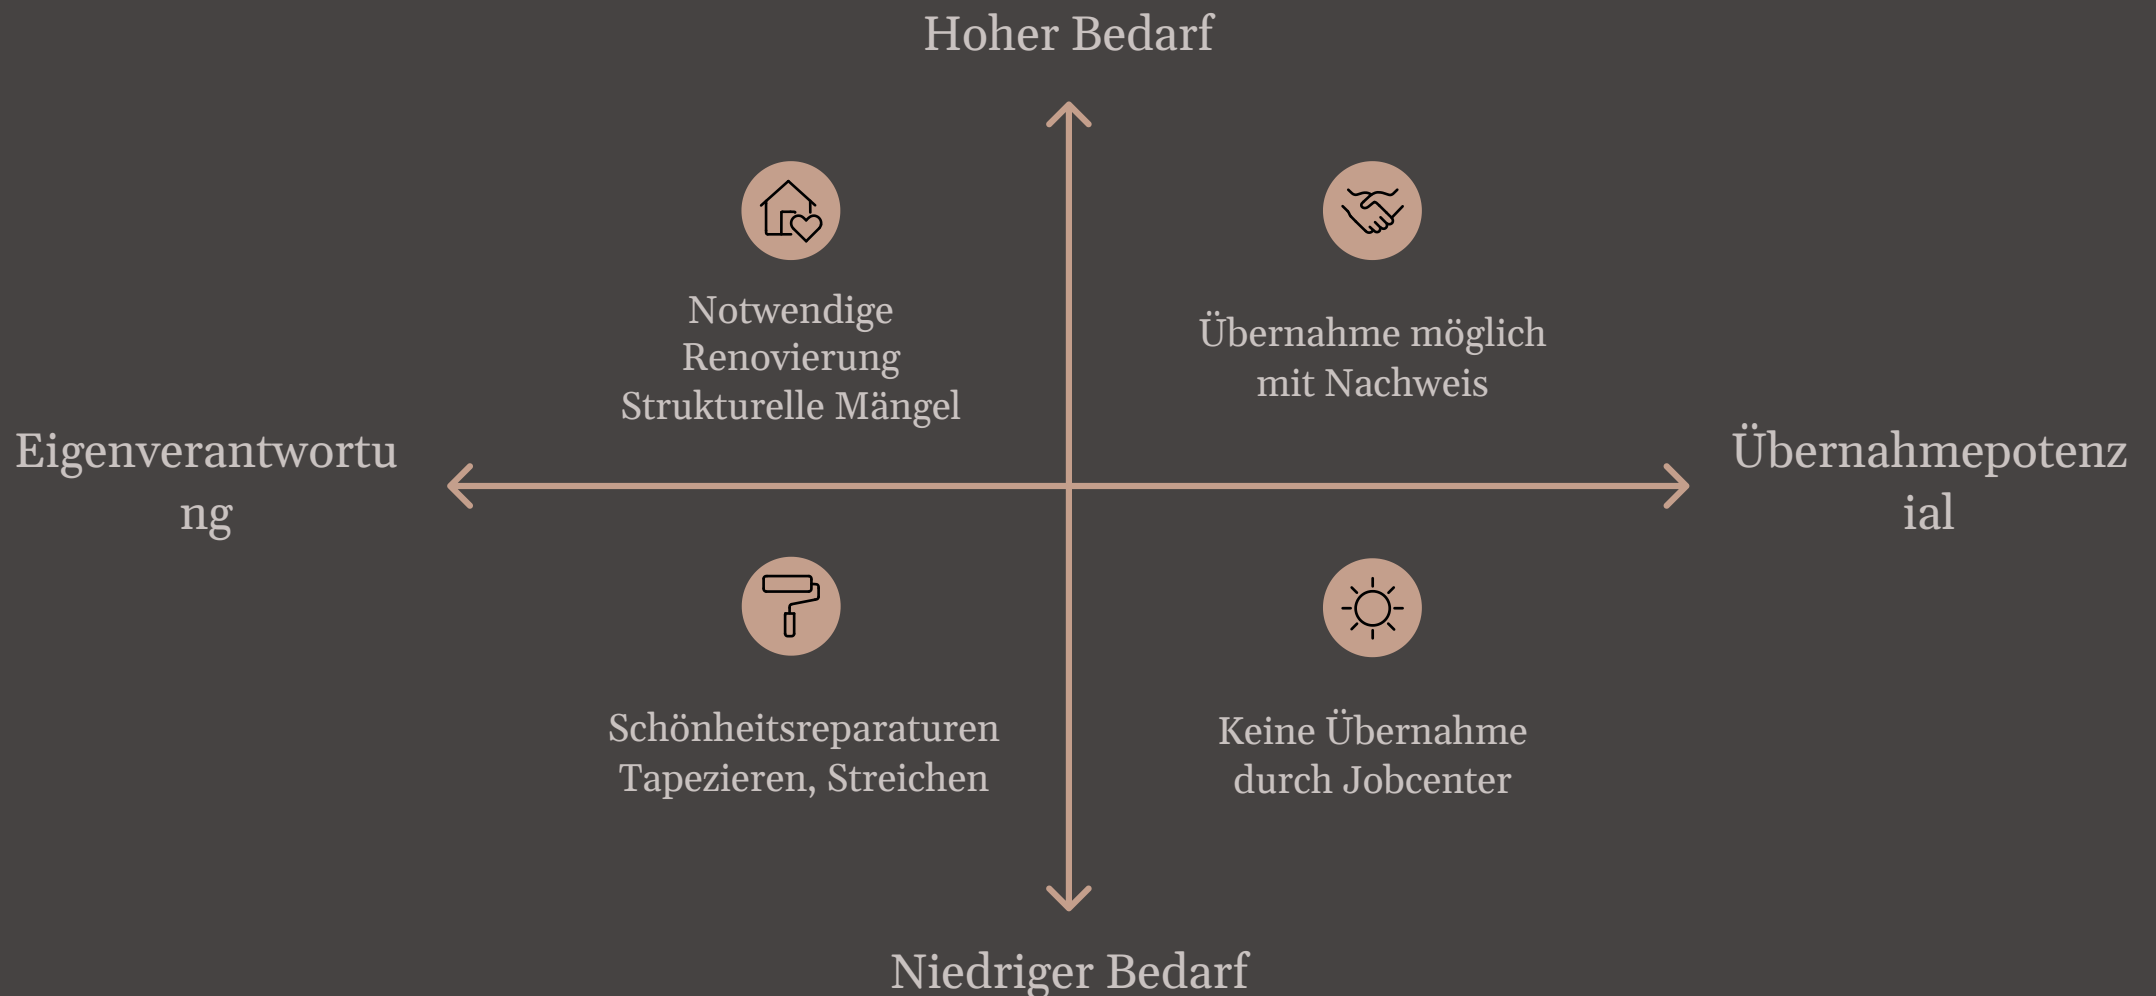 Hoher Bedarf
Notwendige
Renovierung
Strukturelle Mängel
Übernahme möglich
mit Nachweis
Eigenverantwortu
ng
Übernahmepotenz
ial
Schönheitsreparaturen
Tapezieren, Streichen
Keine Übernahme
durch Jobcenter
Niedriger Bedarf